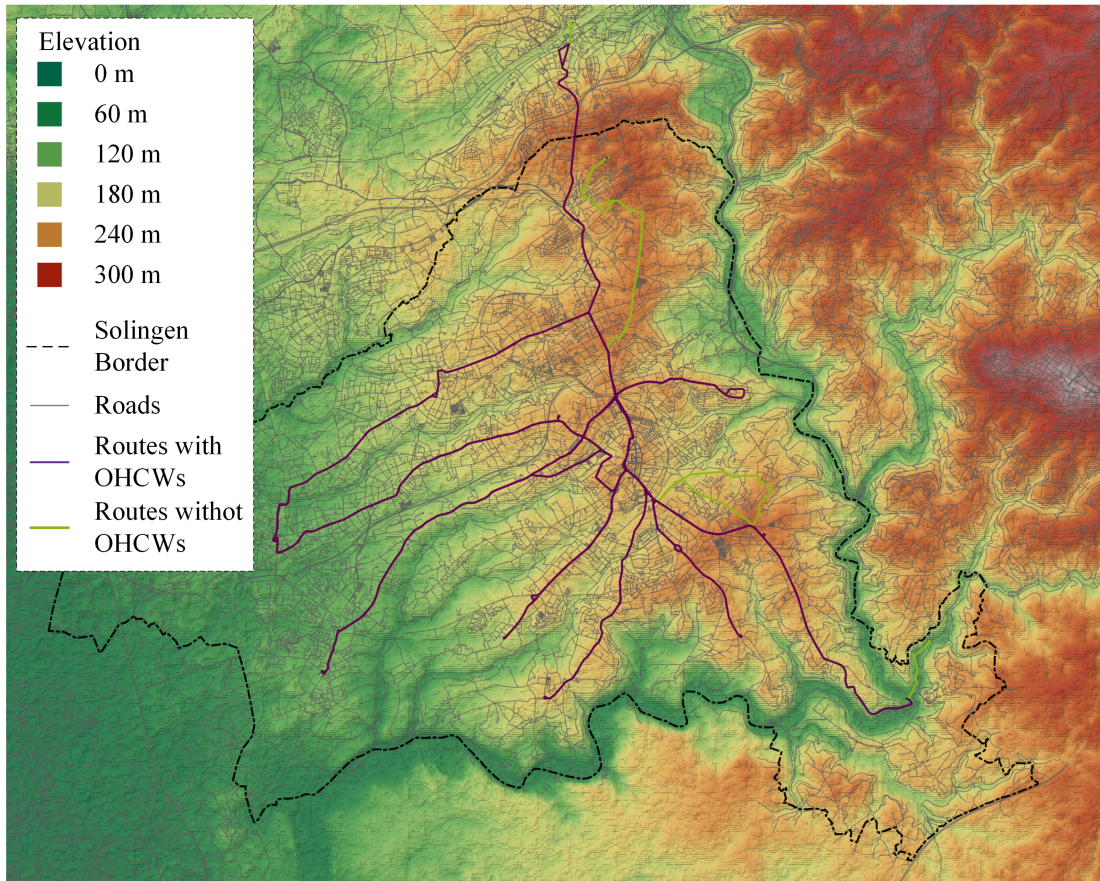 Elevation
0 m
60 m
120 m
180 m
240 m
300 m
Solingen
Border
Roads
Routes with
OHCWs
Routes withot
OHCWs